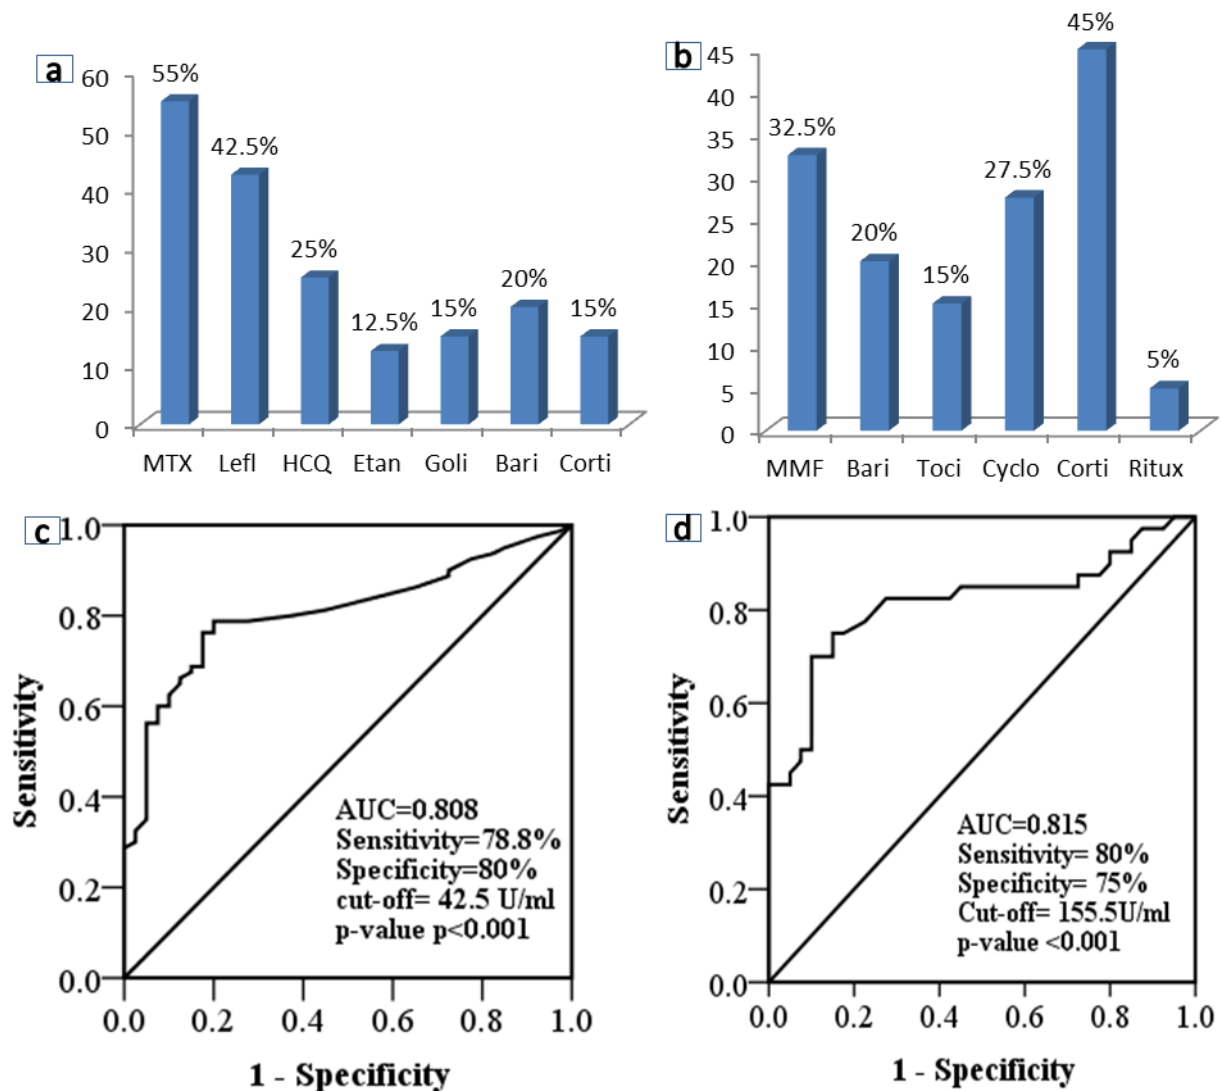 a
60
50
40
30
20
10
0
55%
42.5%
25%
12.5%
15%
20%
15%
MTX Lefl HCQ Etan Goli Bari Corti
b
45
40
35
30
25
20
15
10
5
0
32.5%
20%
15%
27.5%
45%
5%
MMF Bari Toci Cyclo Corti Ritux
c
1.0
0.8
0.6
0.4
0.2
0.0
Sensitivity
AUC=0.808
Sensitivity=78.8%
Specificity=80%
cut-off= 42.5 U/ml
p-value p<0.001
0.0 0.2 0.4 0.6 0.8 1.0
1 - Specificity
d
1.0
0.8
0.6
0.4
0.2
0.0
Sensitivity
AUC=0.815
Sensitivity= 80%
Specificity= 75%
Cut-off= 155.5U/ml
p-value <0.001
0.0 0.2 0.4 0.6 0.8 1.0
1 - Specificity